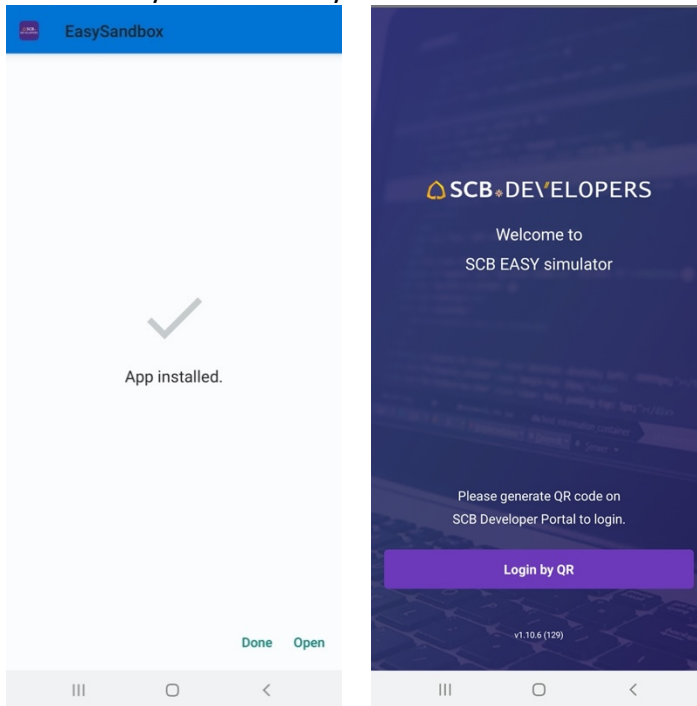 EasySandbox
App installed.
Done Open
SCB DEVELOPERS
Welcome to
SCB EASY simulator
Please generate QR code on
SCB Developer Portal to login.
Login by QR
v1.10.6 (129)